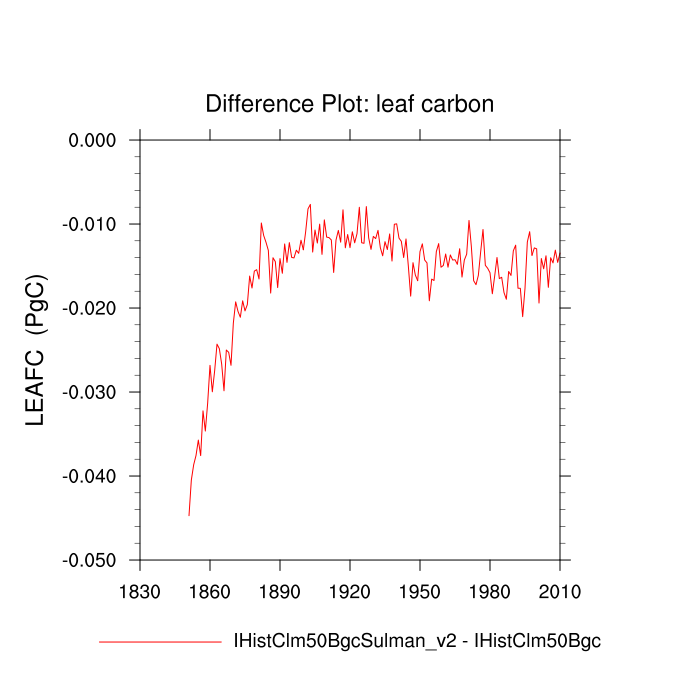 Difference Plot: leaf carbon
0.000
-0.010
-0.020
-0.030
-0.040
-0.050
LEAFC (PgC)
1830 1860 1890 1920 1950 1980 2010
IHistClm50BgcSulman_v2 - IHistClm50Bgc